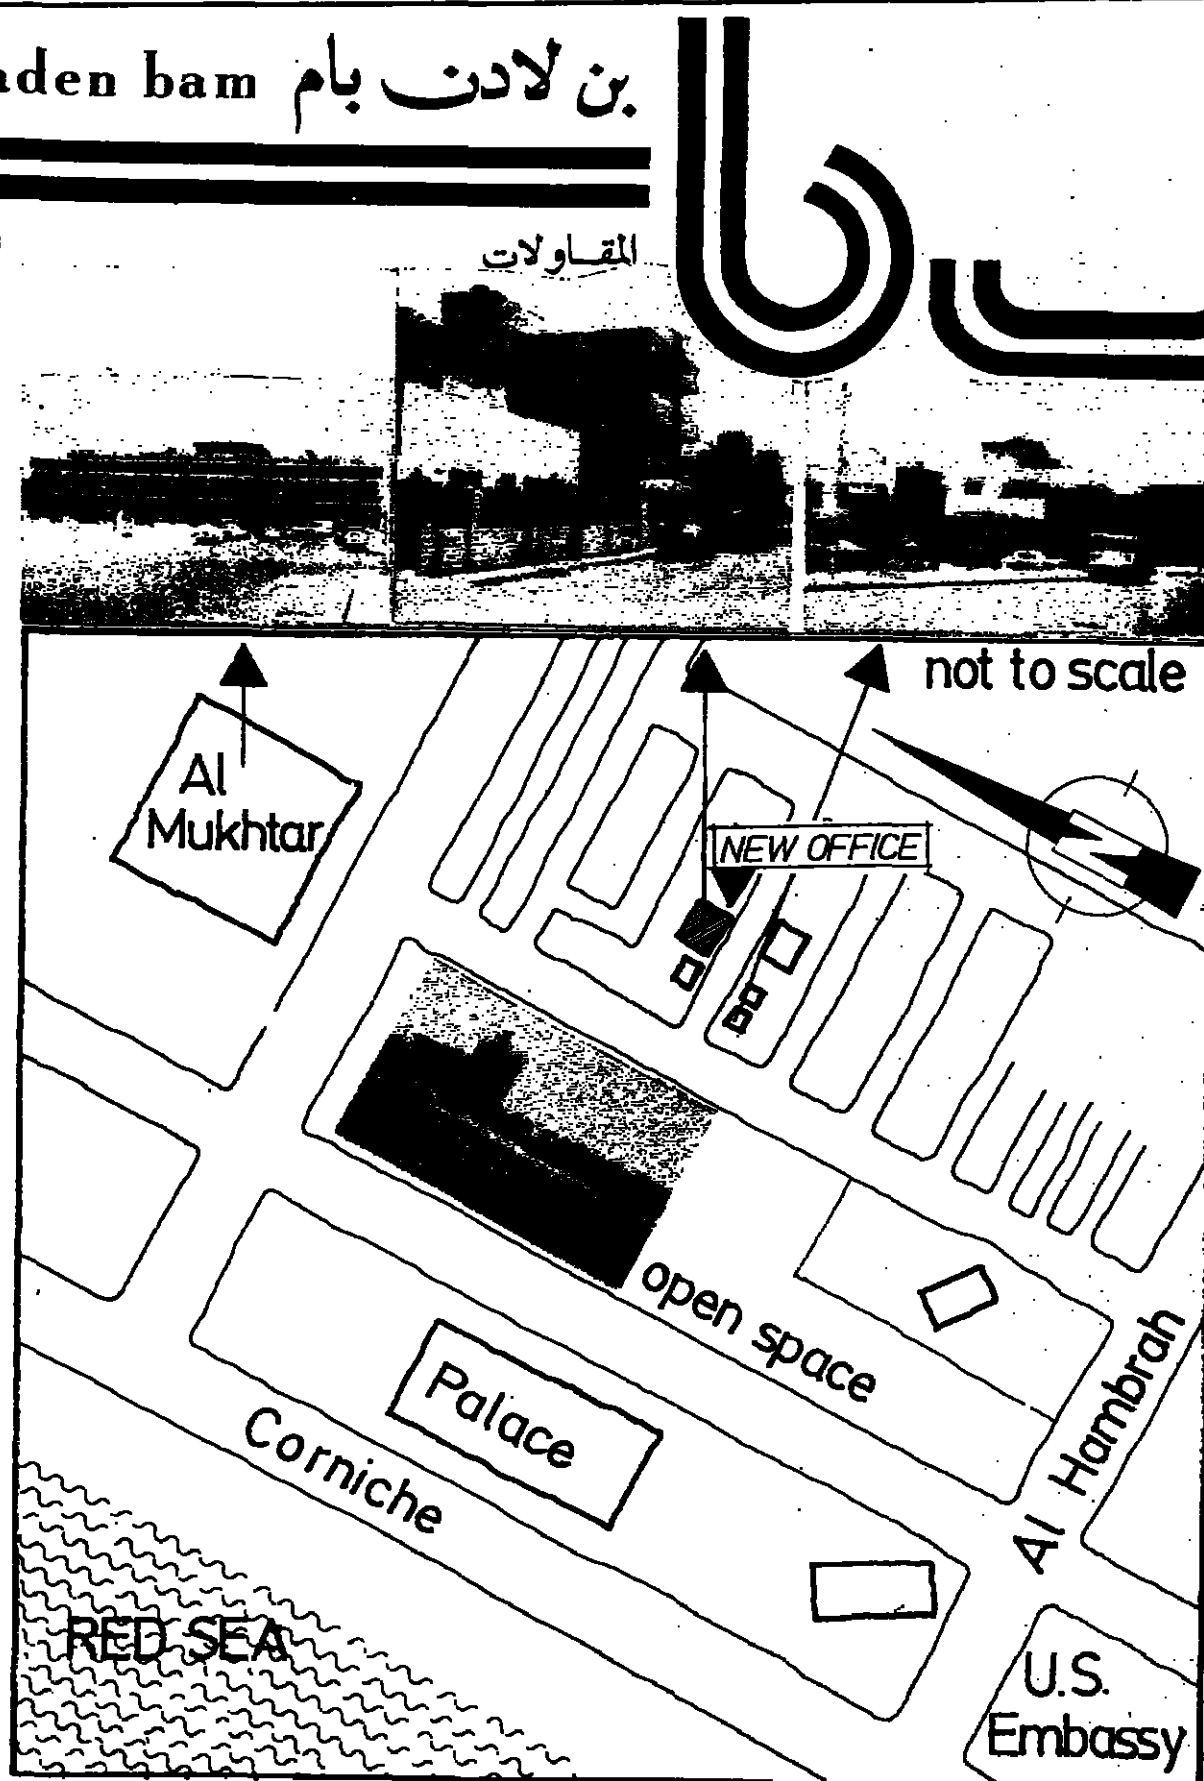 aden bam بن لادن بام
المقاولات
not to scale
Al
Mukhtar
NEW OFFICE
open space
Palace
Corniche
Al Hambrah
RED SEA
U.S.
Embassy